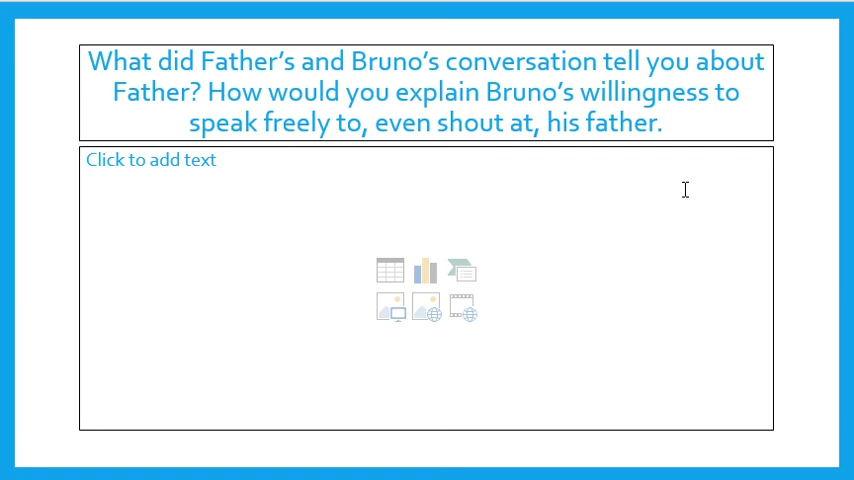 What did Father’s and Bruno’s conversation tell you about
Father? How would you explain Bruno’s willingness to
speak freely to, even shout at, his father.
Click to add text